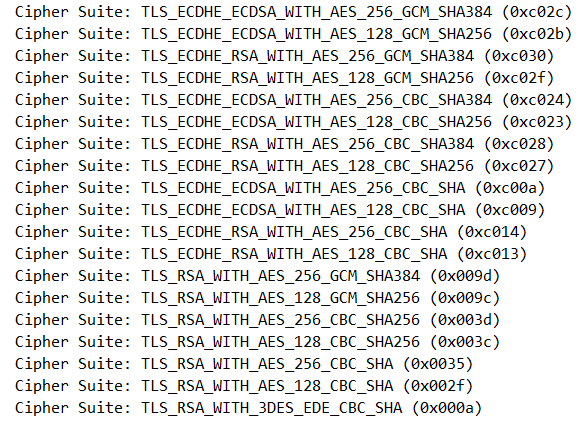 Cipher Suite: TLS_ECDHE_ECDSA_WITH_AES_256_GCM_SHA384 (0xc02c)
Cipher Suite: TLS_ECDHE_ECDSA_WITH_AES_128_GCM_SHA256 (0xc02b)
Cipher Suite: TLS_ECDHE_RSA_WITH_AES_256_GCM_SHA384 (0xc030)
Cipher Suite: TLS_ECDHE_RSA_WITH_AES_128_GCM_SHA256 (0xc02f)
Cipher Suite: TLS_ECDHE_ECDSA_WITH_AES_256_CBC_SHA384 (0xc024)
Cipher Suite: TLS_ECDHE_ECDSA_WITH_AES_128_CBC_SHA256 (0xc023)
Cipher Suite: TLS_ECDHE_RSA_WITH_AES_256_CBC_SHA384 (0xc028)
Cipher Suite: TLS_ECDHE_RSA_WITH_AES_128_CBC_SHA256 (0xc027)
Cipher Suite: TLS_ECDHE_ECDSA_WITH_AES_256_CBC_SHA (0xc00a)
Cipher Suite: TLS_ECDHE_ECDSA_WITH_AES_128_CBC_SHA (0xc009)
Cipher Suite: TLS_ECDHE_RSA_WITH_AES_256_CBC_SHA (0xc014)
Cipher Suite: TLS_ECDHE_RSA_WITH_AES_128_CBC_SHA (0xc013)
Cipher Suite: TLS_RSA_WITH_AES_256_GCM_SHA384 (0x009d)
Cipher Suite: TLS_RSA_WITH_AES_128_GCM_SHA256 (0x009c)
Cipher Suite: TLS_RSA_WITH_AES_256_CBC_SHA256 (0x003d)
Cipher Suite: TLS_RSA_WITH_AES_128_CBC_SHA256 (0x003c)
Cipher Suite: TLS_RSA_WITH_AES_256_CBC_SHA (0x0035)
Cipher Suite: TLS_RSA_WITH_AES_128_CBC_SHA (0x002f)
Cipher Suite: TLS_RSA_WITH_3DES_EDE_CBC_SHA (0x000a)